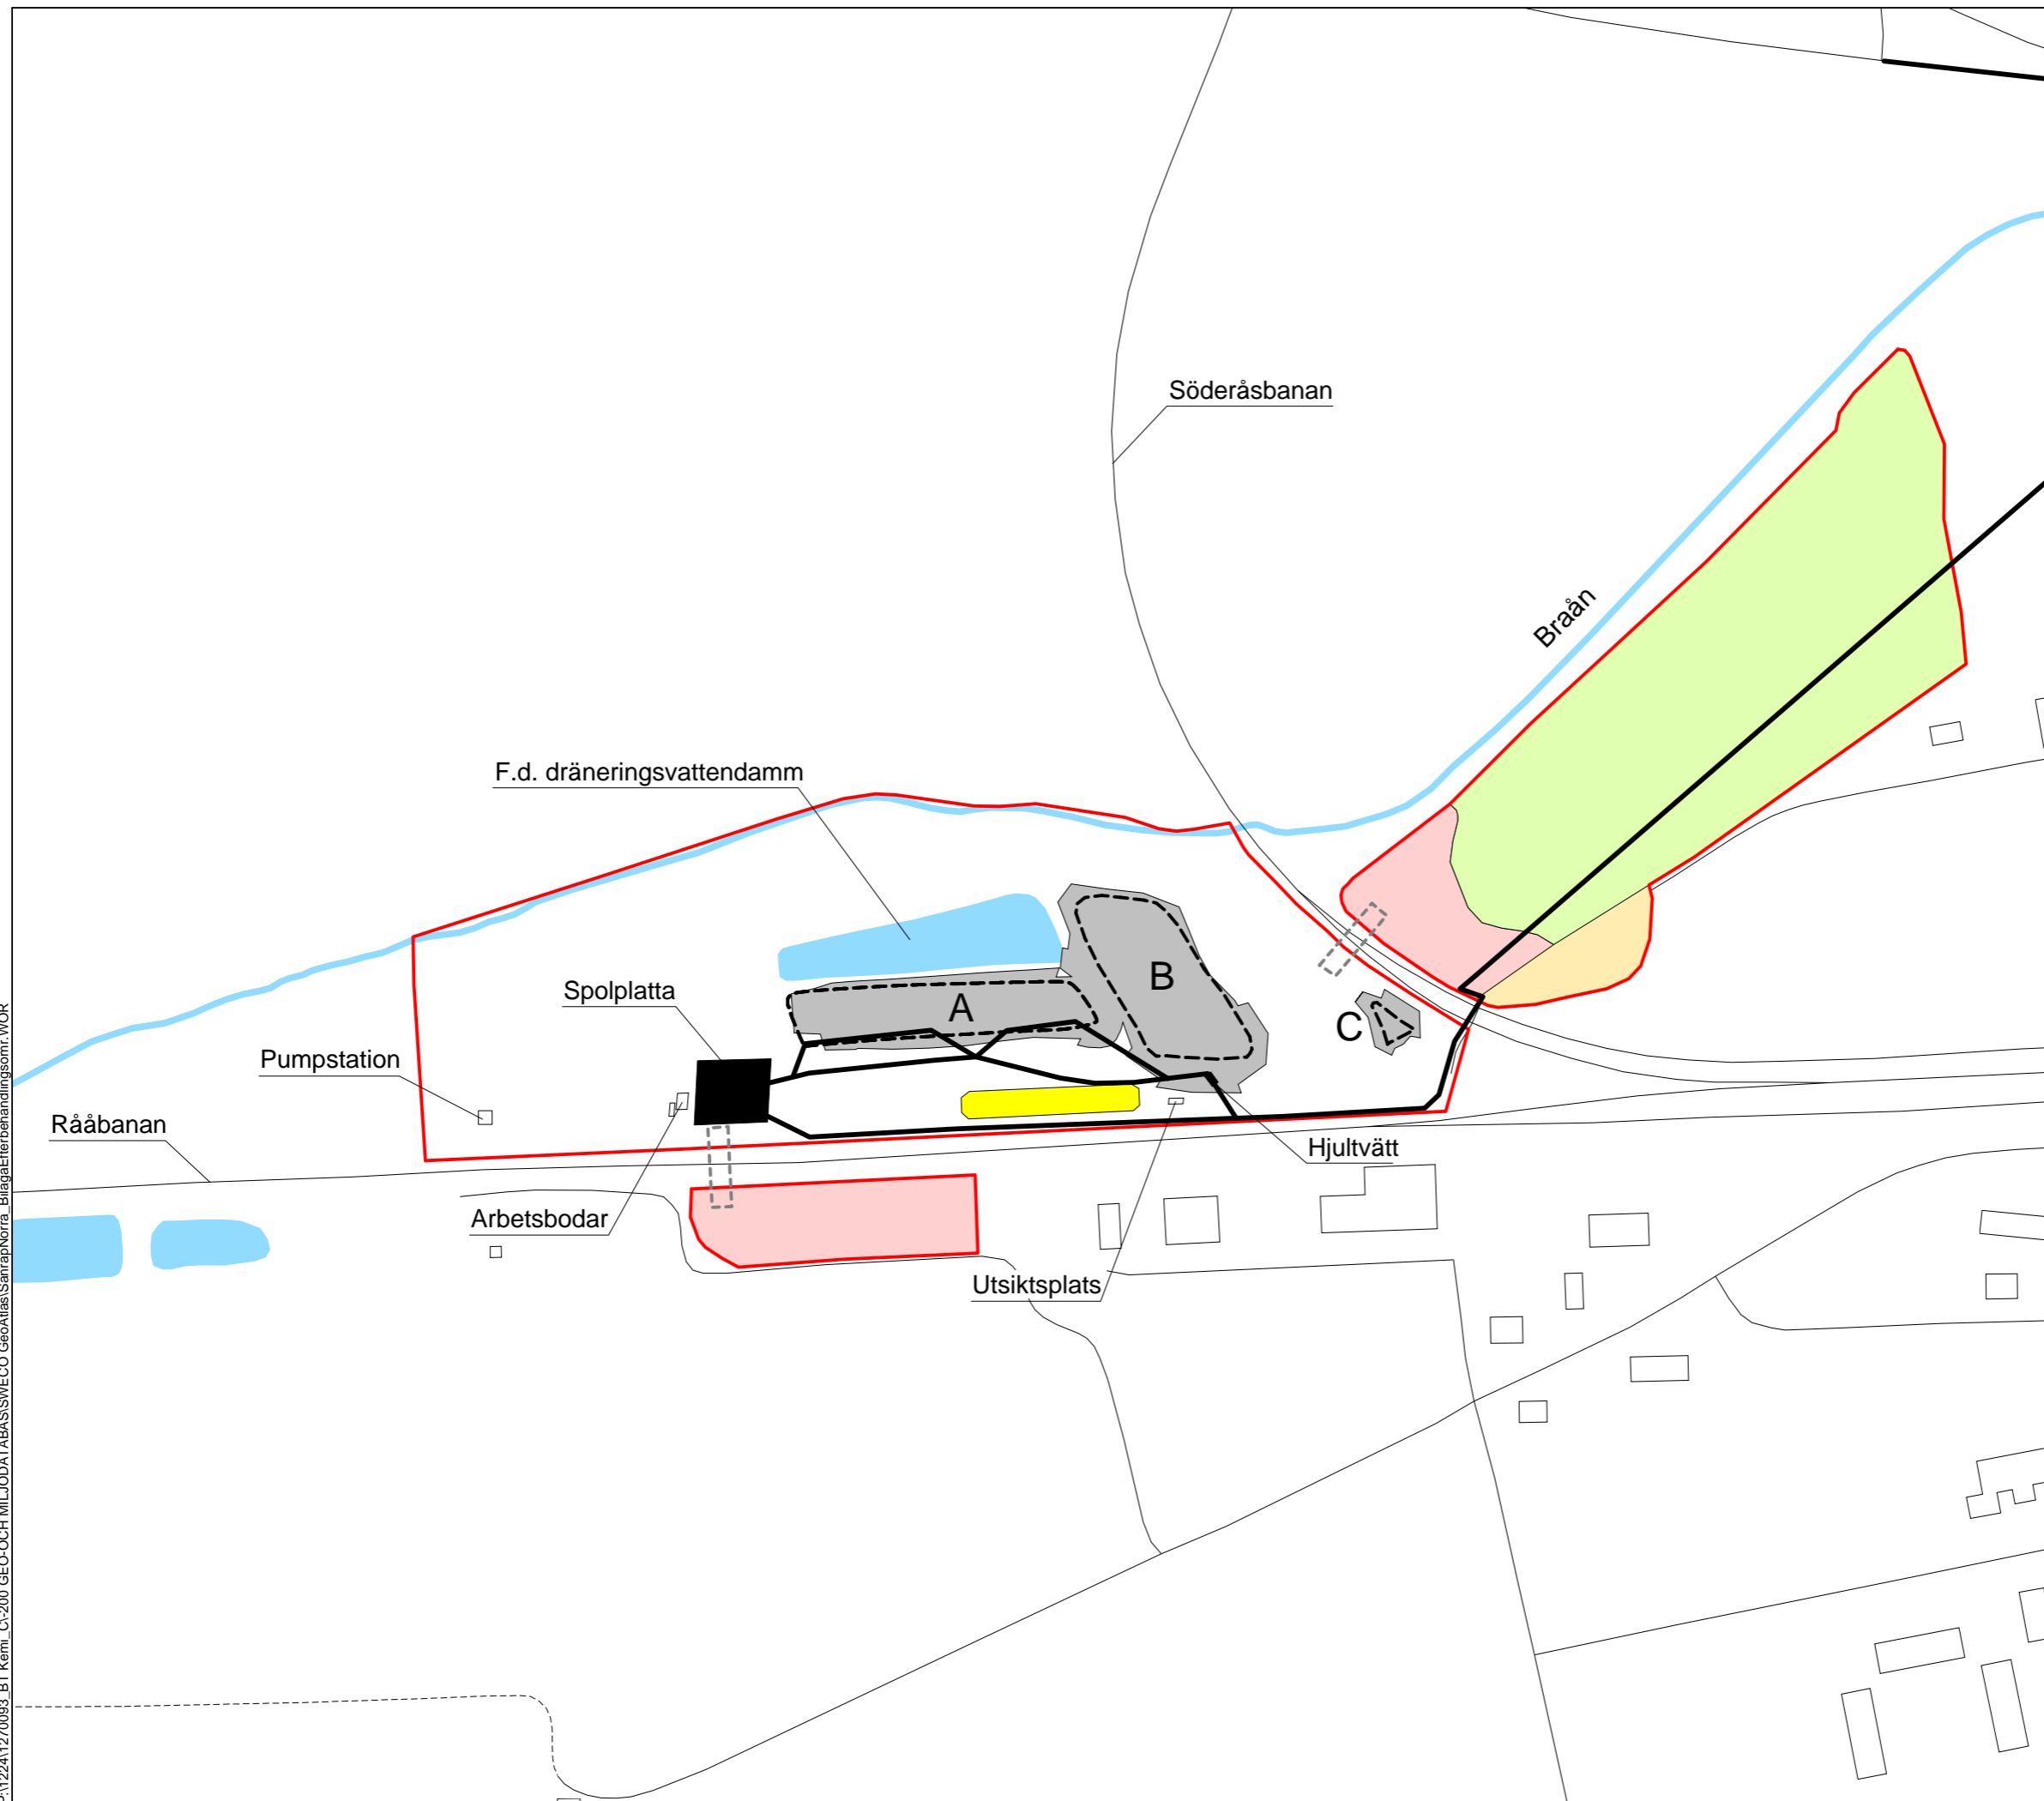 Söderåsbanan
Braån
F.d. dräneringsvattendamm
B
A
Spolplatta
C
Pumpstation
Rååbanan
Hjultvätt
Arbetsbodar
Utsiktsplats